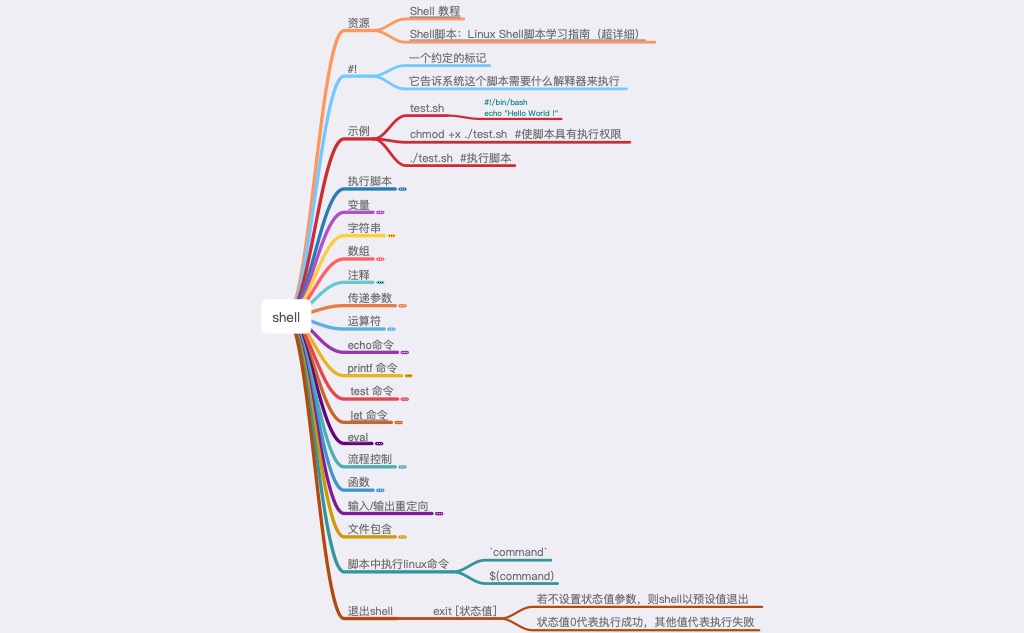 shell
资源
Shell 教程
Shell脚本：Linux Shell脚本学习指南（超详细）
#!
一个约定的标记
它告诉系统这个脚本需要什么解释器来执行
示例
test.sh
#!/bin/bash
echo "Hello World !"
chmod +x ./test.sh  #使脚本具有执行权限
./test.sh  #执行脚本
执行脚本
变量
字符串
数组
注释
传递参数
运算符
echo命令
printf 命令
test 命令
let 命令
eval
流程控制
函数
输入/输出重定向
文件包含
脚本中执行linux命令
`command`
$(command)
退出shell
exit [状态值]
若不设置状态值参数，则shell以预设值退出
状态值0代表执行成功，其他值代表执行失败